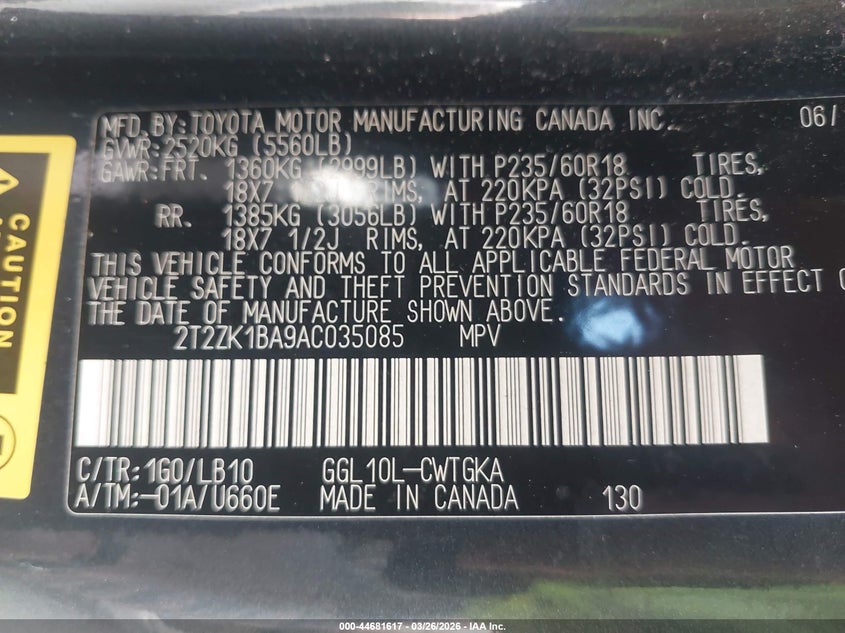 MFD.BY:TOYOTA MOTOR MANUFACTURING CANADA INC. 06/
GVWR:2520KG (5560LB)
GAWR:FRT. 1360KG (2999LB) WITH P235/60R18 TIRES,
18X7 RIMS, AT 220KPA (32PSI) COLD.
RR. 1385KG (3056LB) WITH P235/60R18 TIRES,
18X7 1/2J RIMS, AT 220KPA (32PSI) COLD.
THIS VEHICLE CONFORMS TO ALL APPLICABLE FEDERAL MOTOR
VEHICLE SAFETY AND THEFT PREVENTION STANDARDS IN EFFECT
THE DATE OF MANUFACTURE SHOWN ABOVE.
2T2ZK1BA9AC035085 MPV
C/TR:1G0/LB10 GGL10L-CWTGKA
A/TM:-01A/U660E MADE IN CANADA 130
CAUTION
000-44681617 - 03/26/2026 - IAA Inc.